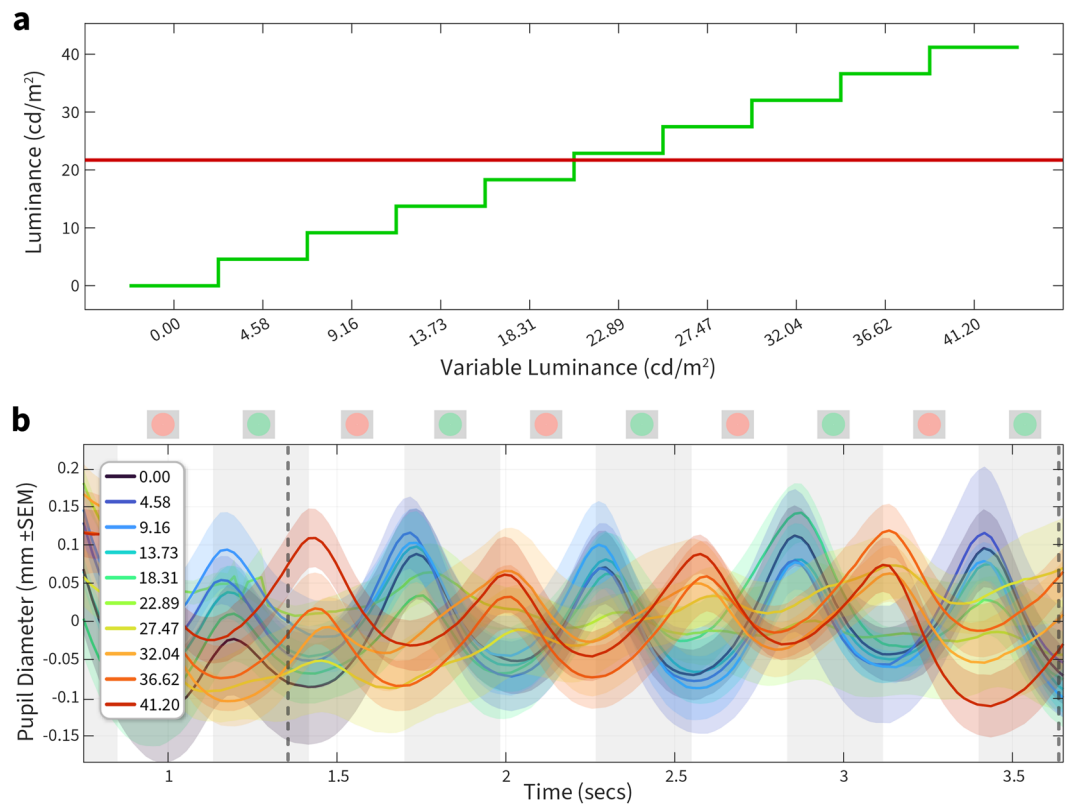 a
Luminance (cd/m²)
40
30
20
10
0
0.00 4.58 9.16 13.73 18.31 22.89 27.47 32.04 36.62 41.20
Variable Luminance (cd/m²)
b
Pupil Diameter (mm ±SEM)
0.2
0.15
0.1
0.05
0
-0.05
-0.1
-0.15
0.00
4.58
9.16
13.73
18.31
22.89
27.47
32.04
36.62
41.20
1 1.5 2 2.5 3 3.5
Time (secs)